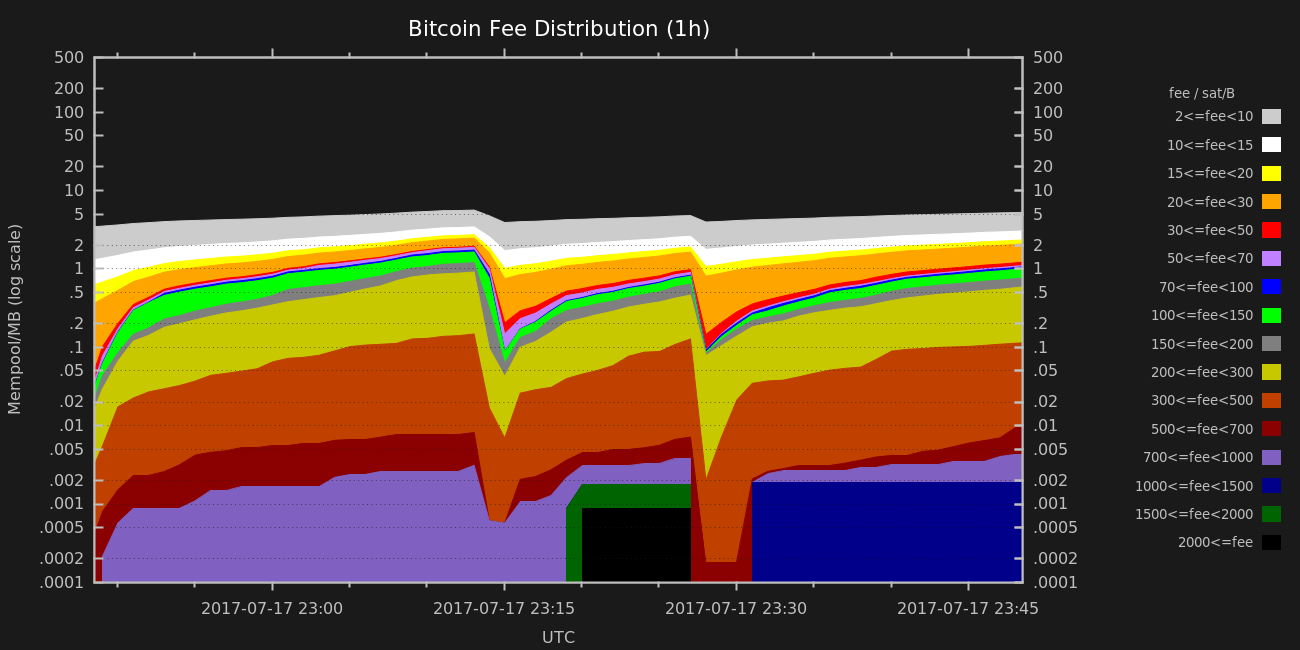 Bitcoin Fee Distribution (1h)
Mempool/MB (log scale)
500
200
100
50
20
10
5
2
1
.5
.2
.1
.05
.02
.01
.005
.002
.001
.0005
.0002
.0001
500
200
100
50
20
10
5
2
1
.5
.2
.1
.05
.02
.01
.005
.002
.001
.0005
.0002
.0001
2017-07-17 23:00
2017-07-17 23:15
2017-07-17 23:30
2017-07-17 23:45
UTC
fee / sat/B
2<=fee<10
10<=fee<15
15<=fee<20
20<=fee<30
30<=fee<50
50<=fee<70
70<=fee<100
100<=fee<150
150<=fee<200
200<=fee<300
300<=fee<500
500<=fee<700
700<=fee<1000
1000<=fee<1500
1500<=fee<2000
2000<=fee